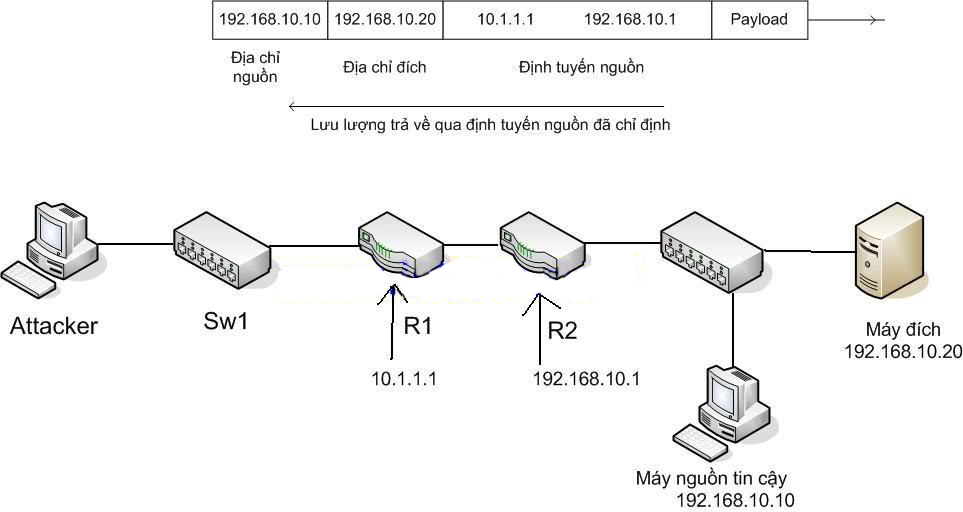 192.168.10.10 192.168.10.20 10.1.1.1 192.168.10.1 Payload
Địa chỉ
nguồn
Địa chỉ đích
Định tuyến nguồn
Lưu lượng trả về qua định tuyến nguồn đã chỉ định
Attacker
Sw1
R1
R2
10.1.1.1
192.168.10.1
Máy đích
192.168.10.20
Máy nguồn tin cậy
192.168.10.10